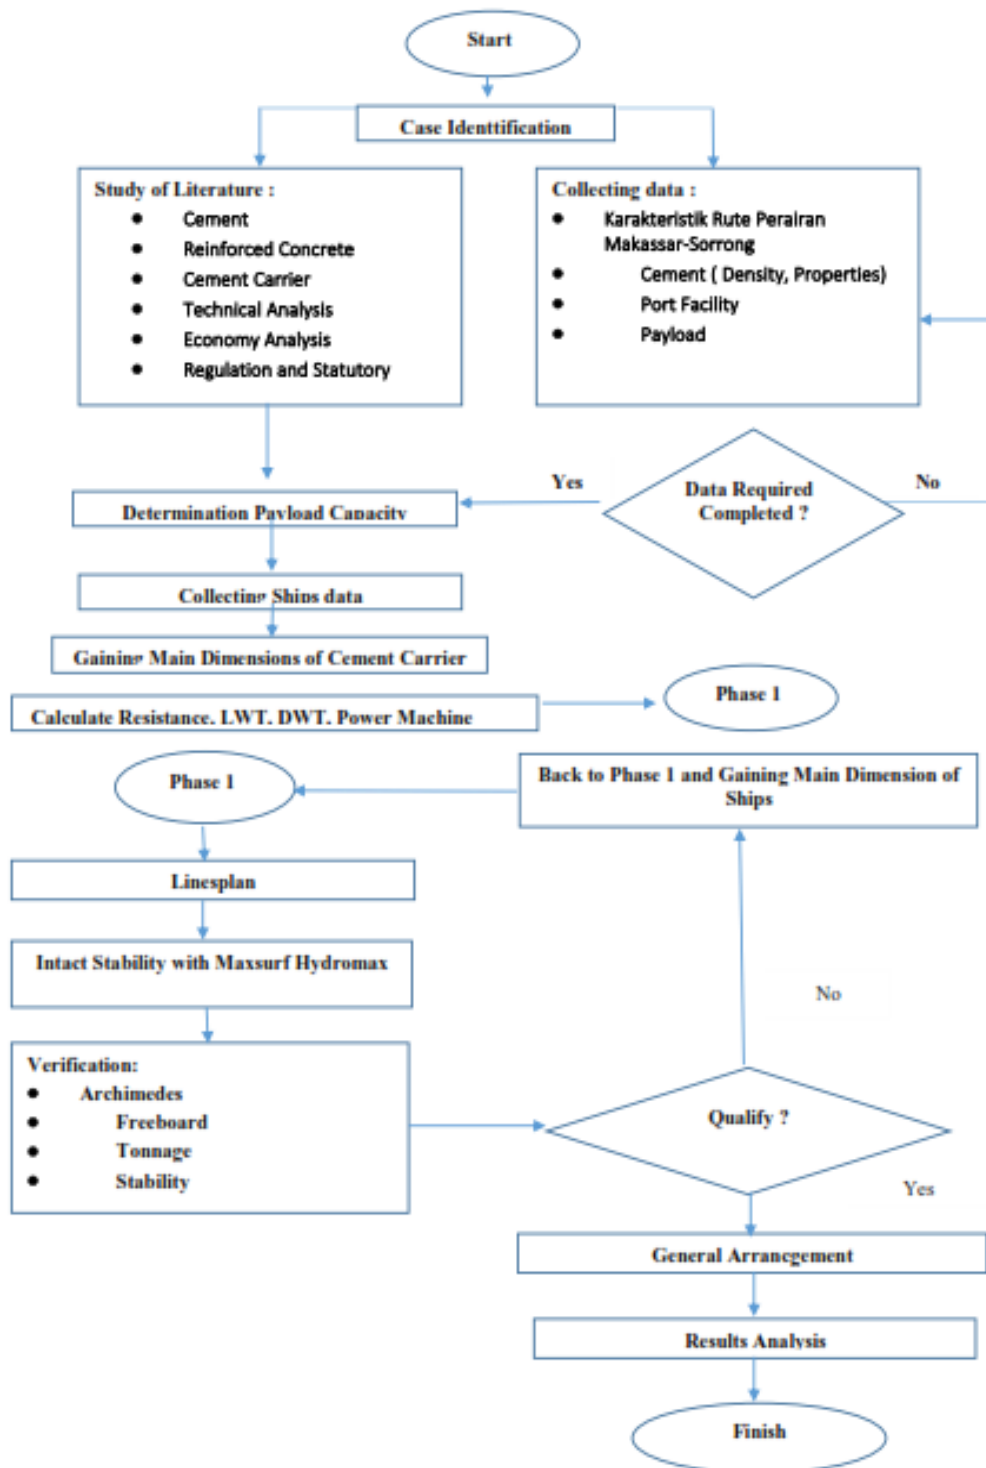 Start
Case Identtification
Study of Literature :
● Cement
● Reinforced Concrete
● Cement Carrier
● Technical Analysis
● Economy Analysis
● Regulation and Statutory
Collecting data :
● Karakteristik Rute Perairan
Makassar-Sorrong
● Cement ( Density, Properties)
● Port Facility
● Payload
Yes
Data Required
Completed ?
No
Determination Payload Capacity
Collecting Ships data
Gaining Main Dimensions of Cement Carrier
Calculate Resistance. LWT. DWT. Power Machine
Phase 1
Phase 1
Back to Phase 1 and Gaining Main Dimension of
Ships
Linesplan
Intact Stability with Maxsurf Hydromax
No
Verification:
● Archimedes
● Freeboard
● Tonnage
● Stability
Qualify ?
Yes
General Arrancgement
Results Analysis
Finish